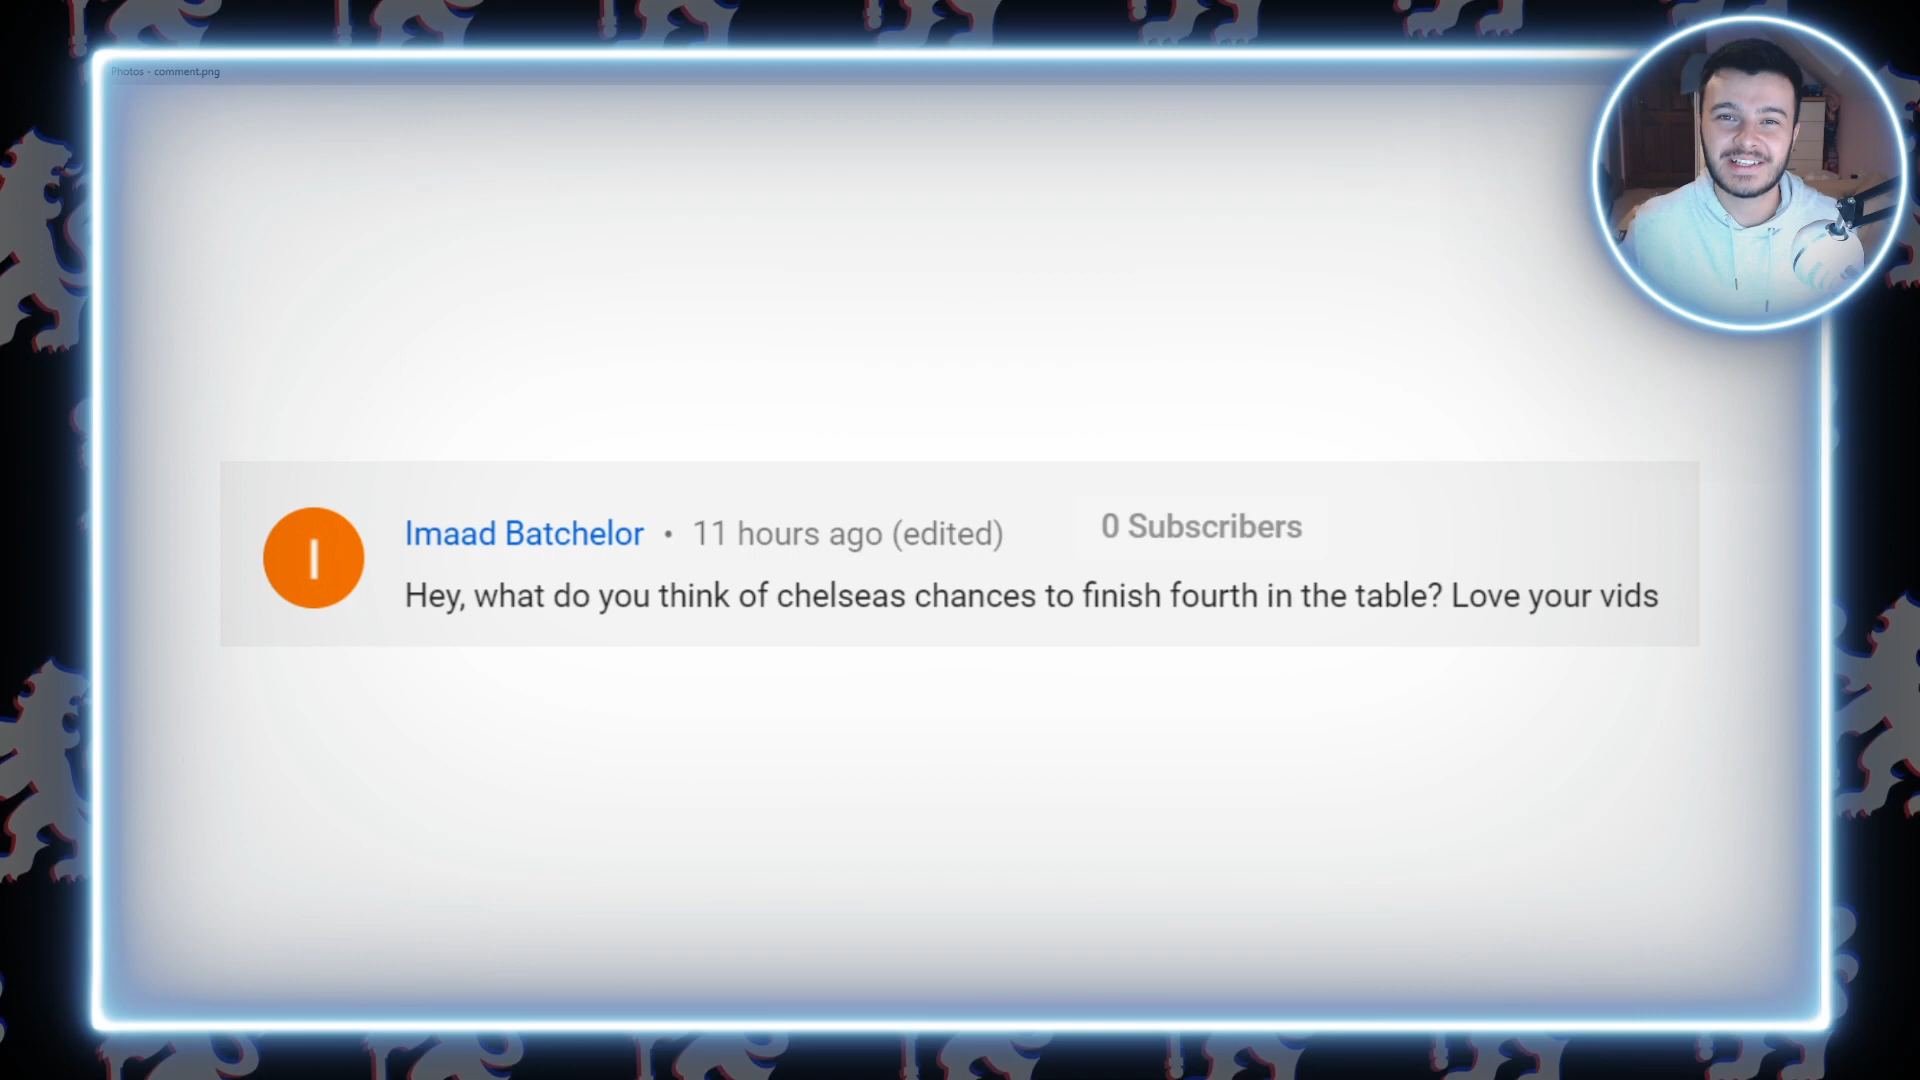 Photos - comment.png
I
Imaad Batchelor • 11 hours ago (edited) 0 Subscribers
Hey, what do you think of chelseas chances to finish fourth in the table? Love your vids